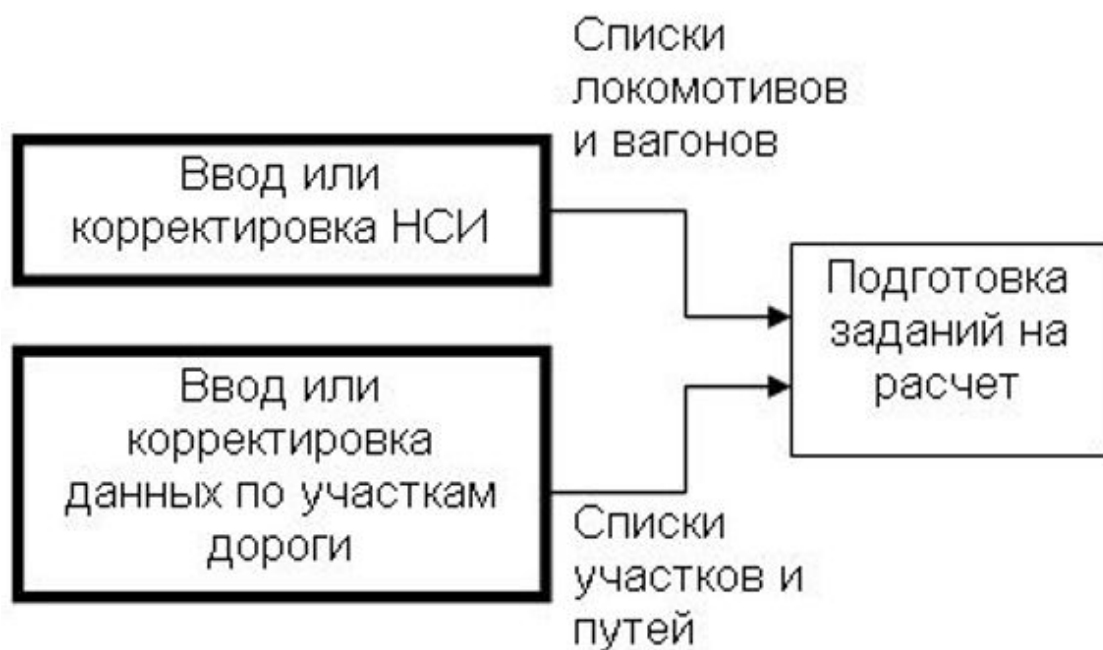 Списки
локомотивов
и вагонов
Ввод или
корректировка НСИ
Подготовка
заданий на
расчет
Ввод или
корректировка
данных по участкам
дороги
Списки
участков и
путей